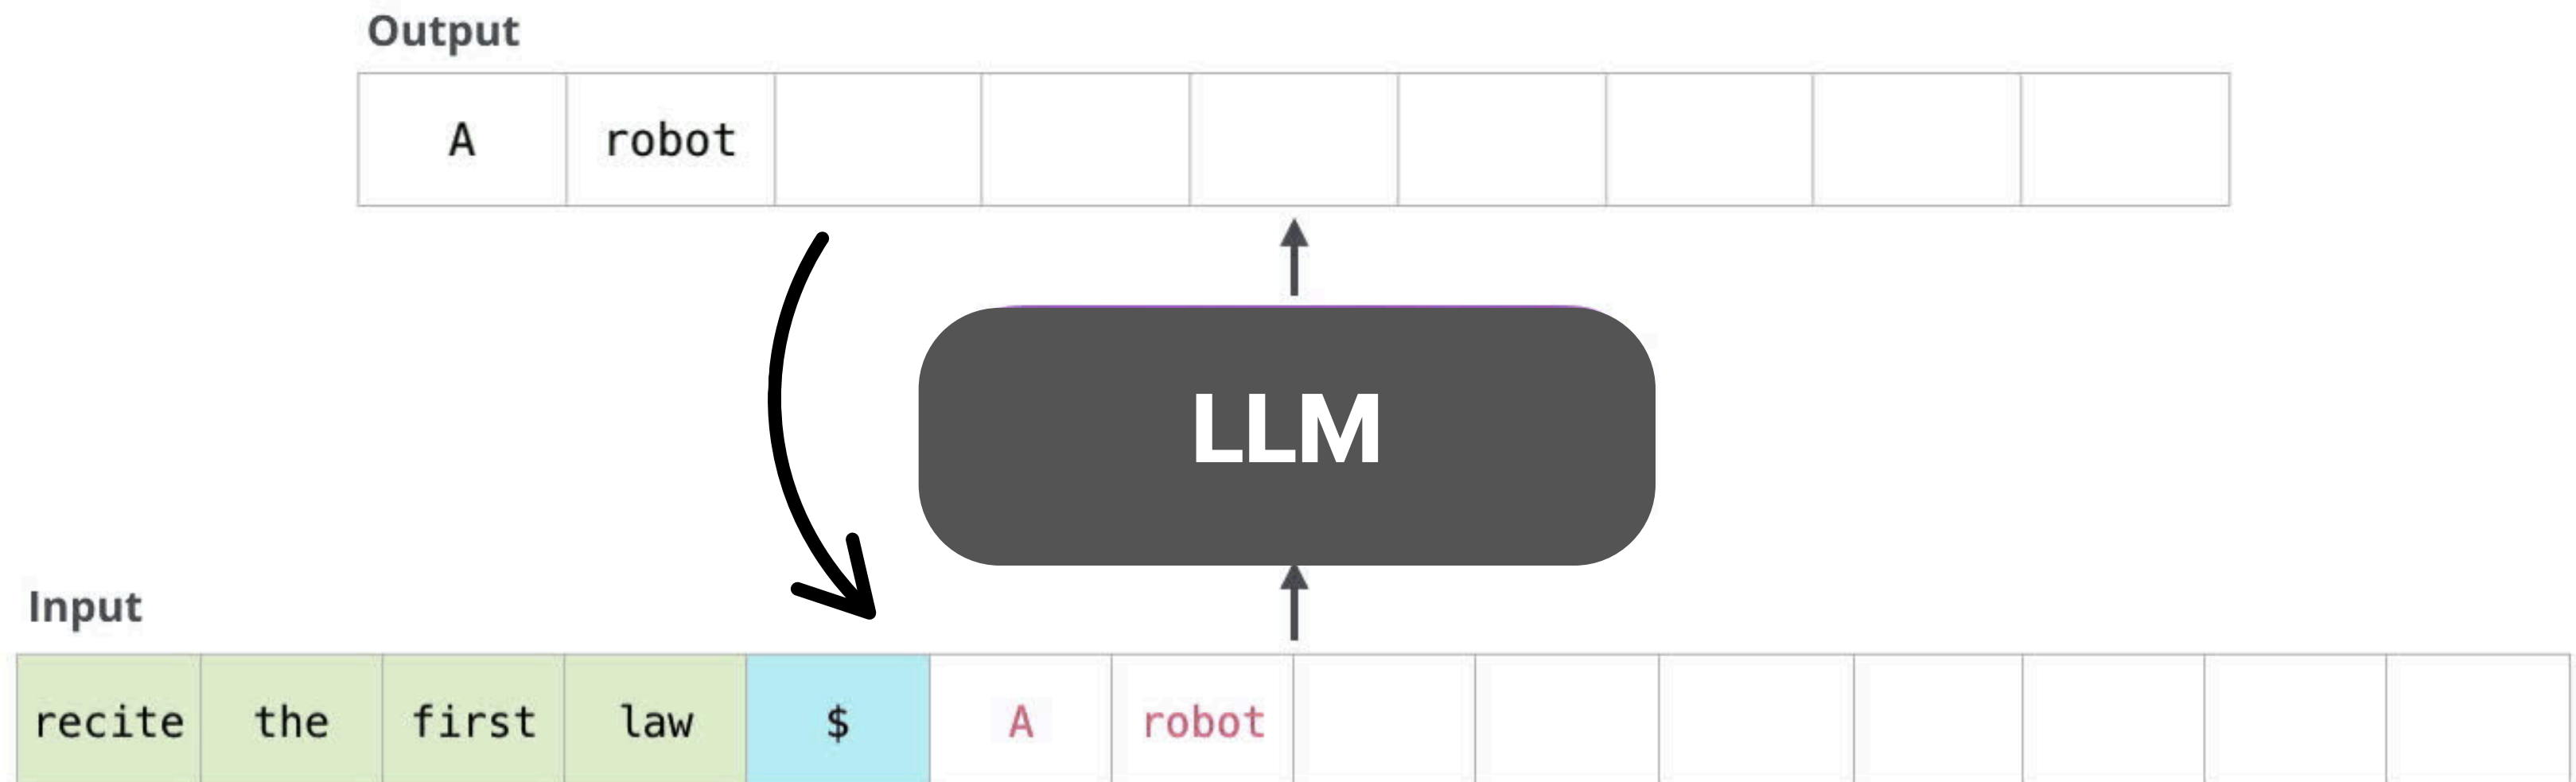 Output
A robot
LLM
Input
recite the first law $ A robot